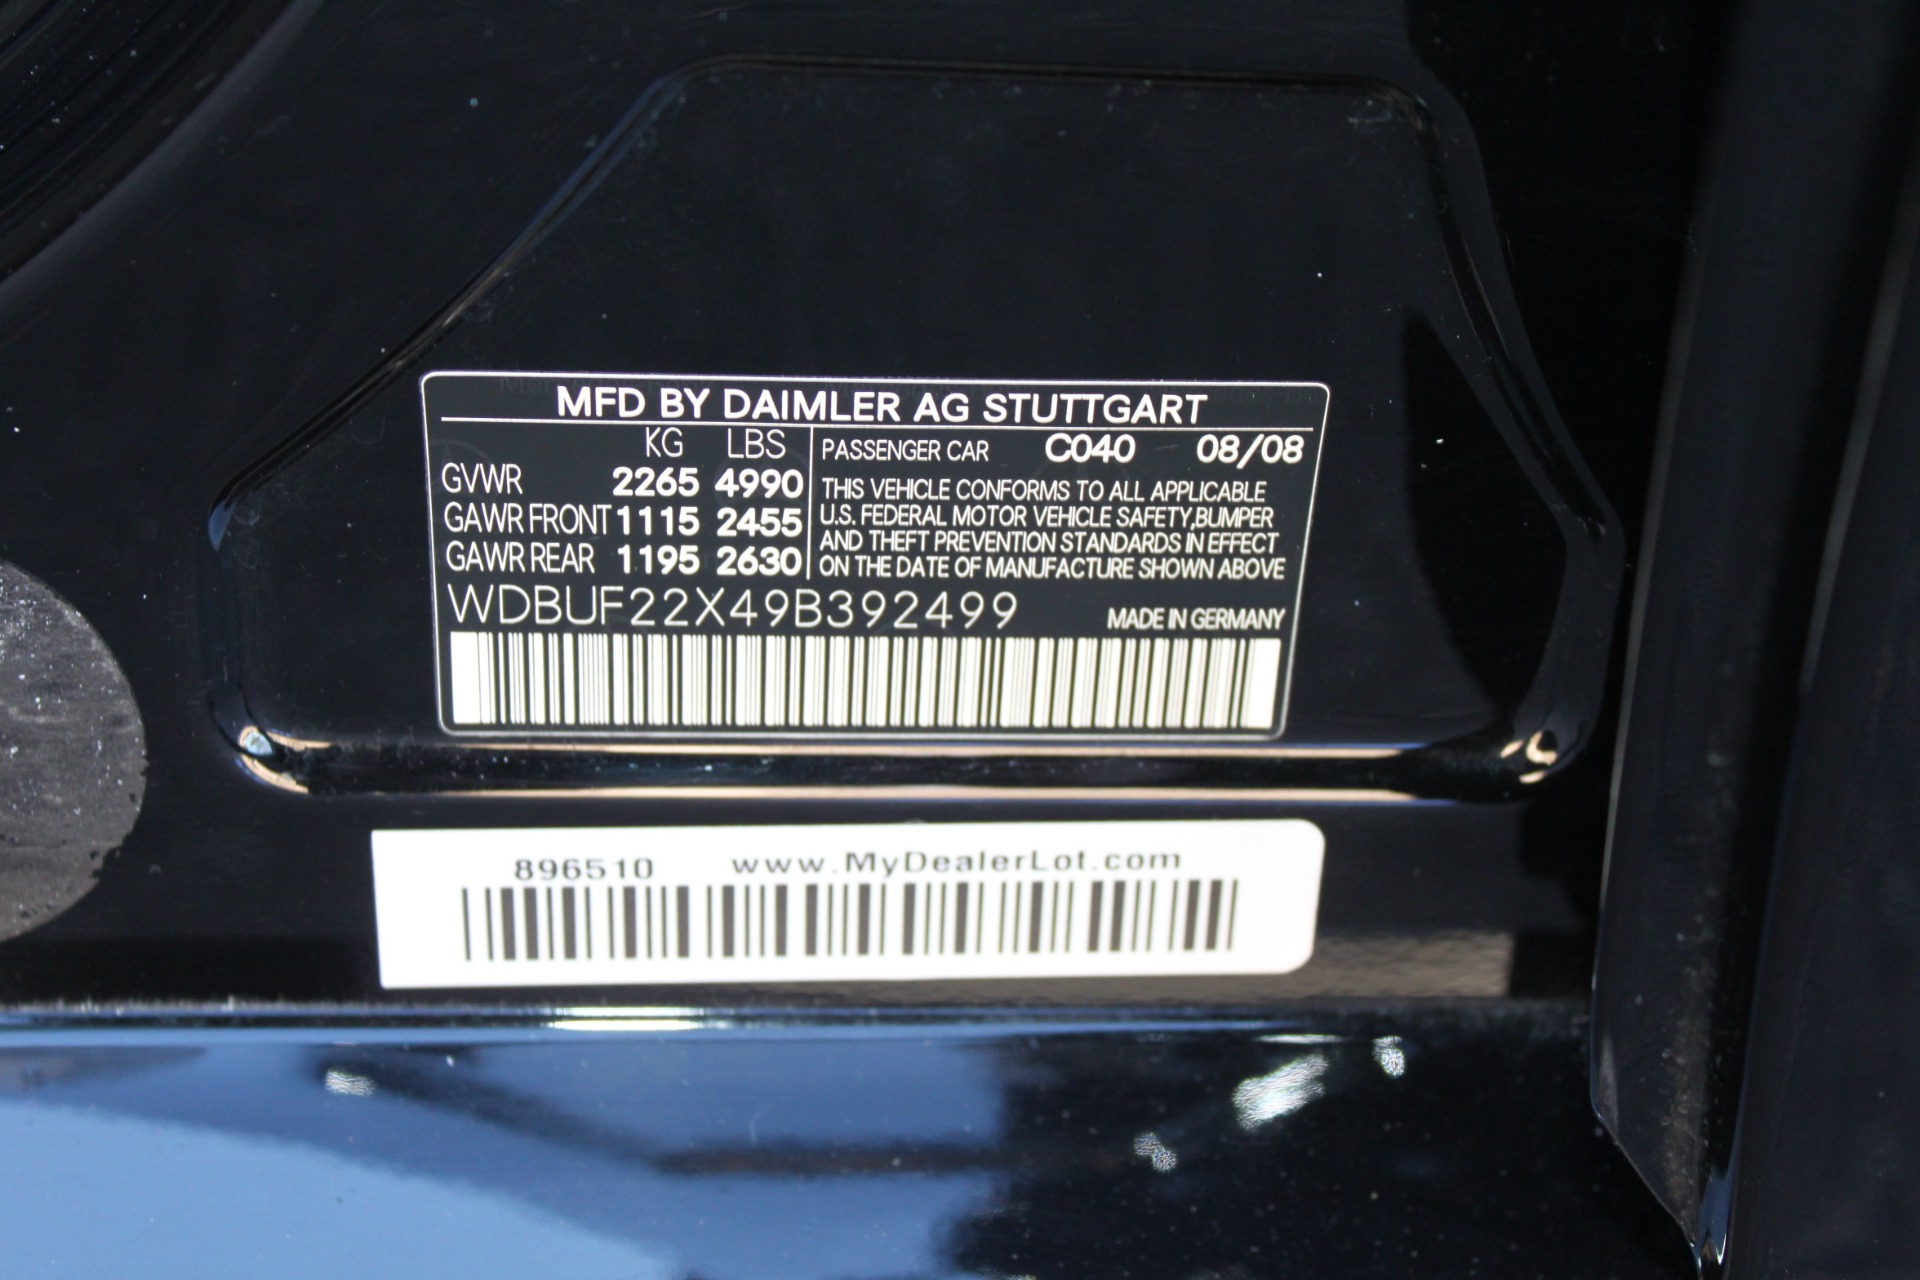 MFD BY DAIMLER AG STUTTGART
KG LBS
GVWR 2265 4990
GAWR FRONT 1115 2455
GAWR REAR 1195 2630
PASSENGER CAR C040 08/08
THIS VEHICLE CONFORMS TO ALL APPLICABLE
U.S. FEDERAL MOTOR VEHICLE SAFETY,BUMPER
AND THEFT PREVENTION STANDARDS IN EFFECT
ON THE DATE OF MANUFACTURE SHOWN ABOVE
WDBUF22X49B392499 MADE IN GERMANY
896510 www.MyDealerLot.com